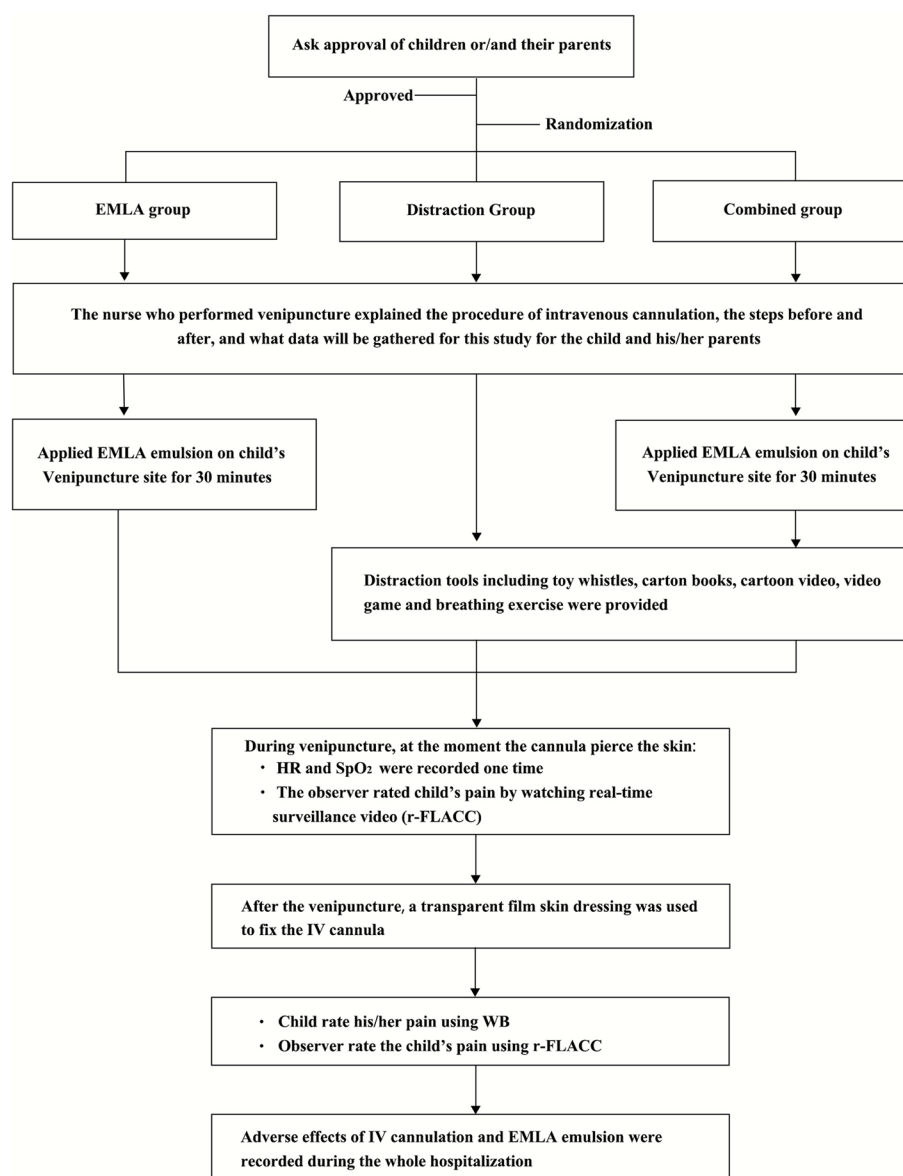 Ask approval of children or/and their parents
Approved
Randomization
EMLA group
Distraction Group
Combined group
The nurse who performed venipuncture explained the procedure of intravenous cannulation, the steps before and
after, and what data will be gathered for this study for the child and his/her parents
Applied EMLA emulsion on child's
Venipuncture site for 30 minutes
Applied EMLA emulsion on child's
Venipuncture site for 30 minutes
Distraction tools including toy whistles, carton books, cartoon video, video
game and breathing exercise were provided
During venipuncture, at the moment the cannula pierce the skin:
· HR and SpO₂ were recorded one time
· The observer rated child's pain by watching real-time
surveillance video (r-FLACC)
After the venipuncture, a transparent film skin dressing was used
to fix the IV cannula
· Child rate his/her pain using WB
· Observer rate the child's pain using r-FLACC
Adverse effects of IV cannulation and EMLA emulsion were
recorded during the whole hospitalization